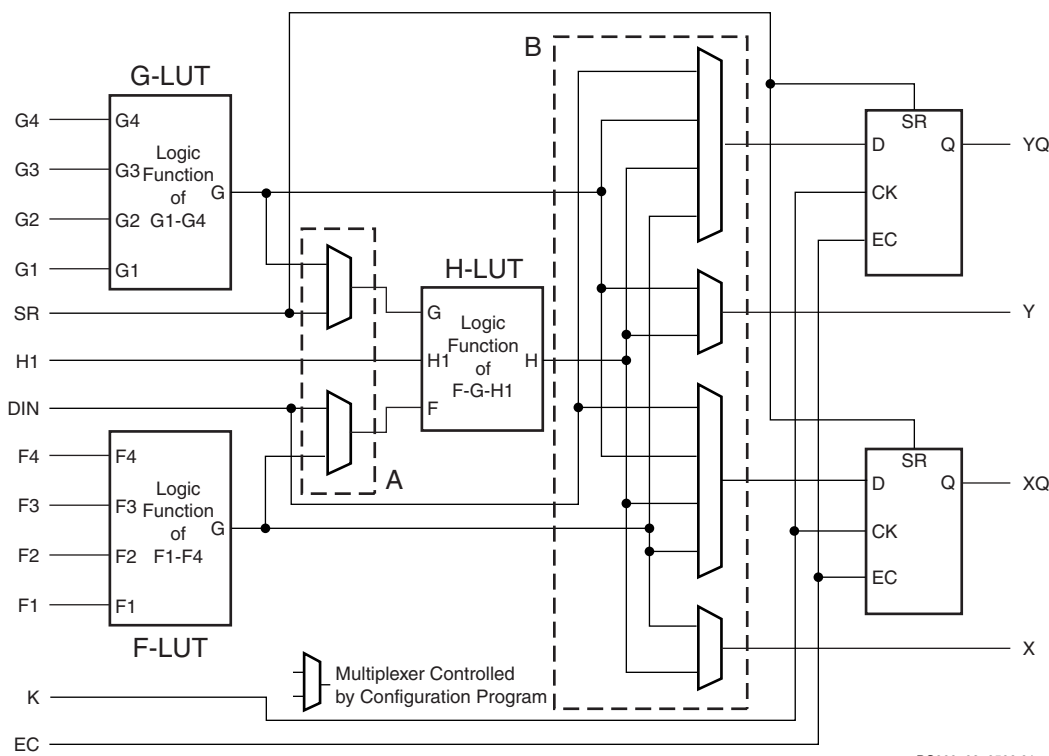 B
G-LUT
G4
G4
G3
G3
G2
G2
G1
G1
Logic
Function
of
G1-G4
G
SR
H1
DIN
H-LUT
G
H1
F
Logic
Function
of
F-G-H1
H
A
F4
F4
F3
F3
F2
F2
F1
F1
Logic
Function
of
F1-F4
G
F-LUT
SR
D
Q
CK
EC
YQ
Y
SR
D
Q
CK
EC
XQ
X
Multiplexer Controlled
by Configuration Program
K
EC